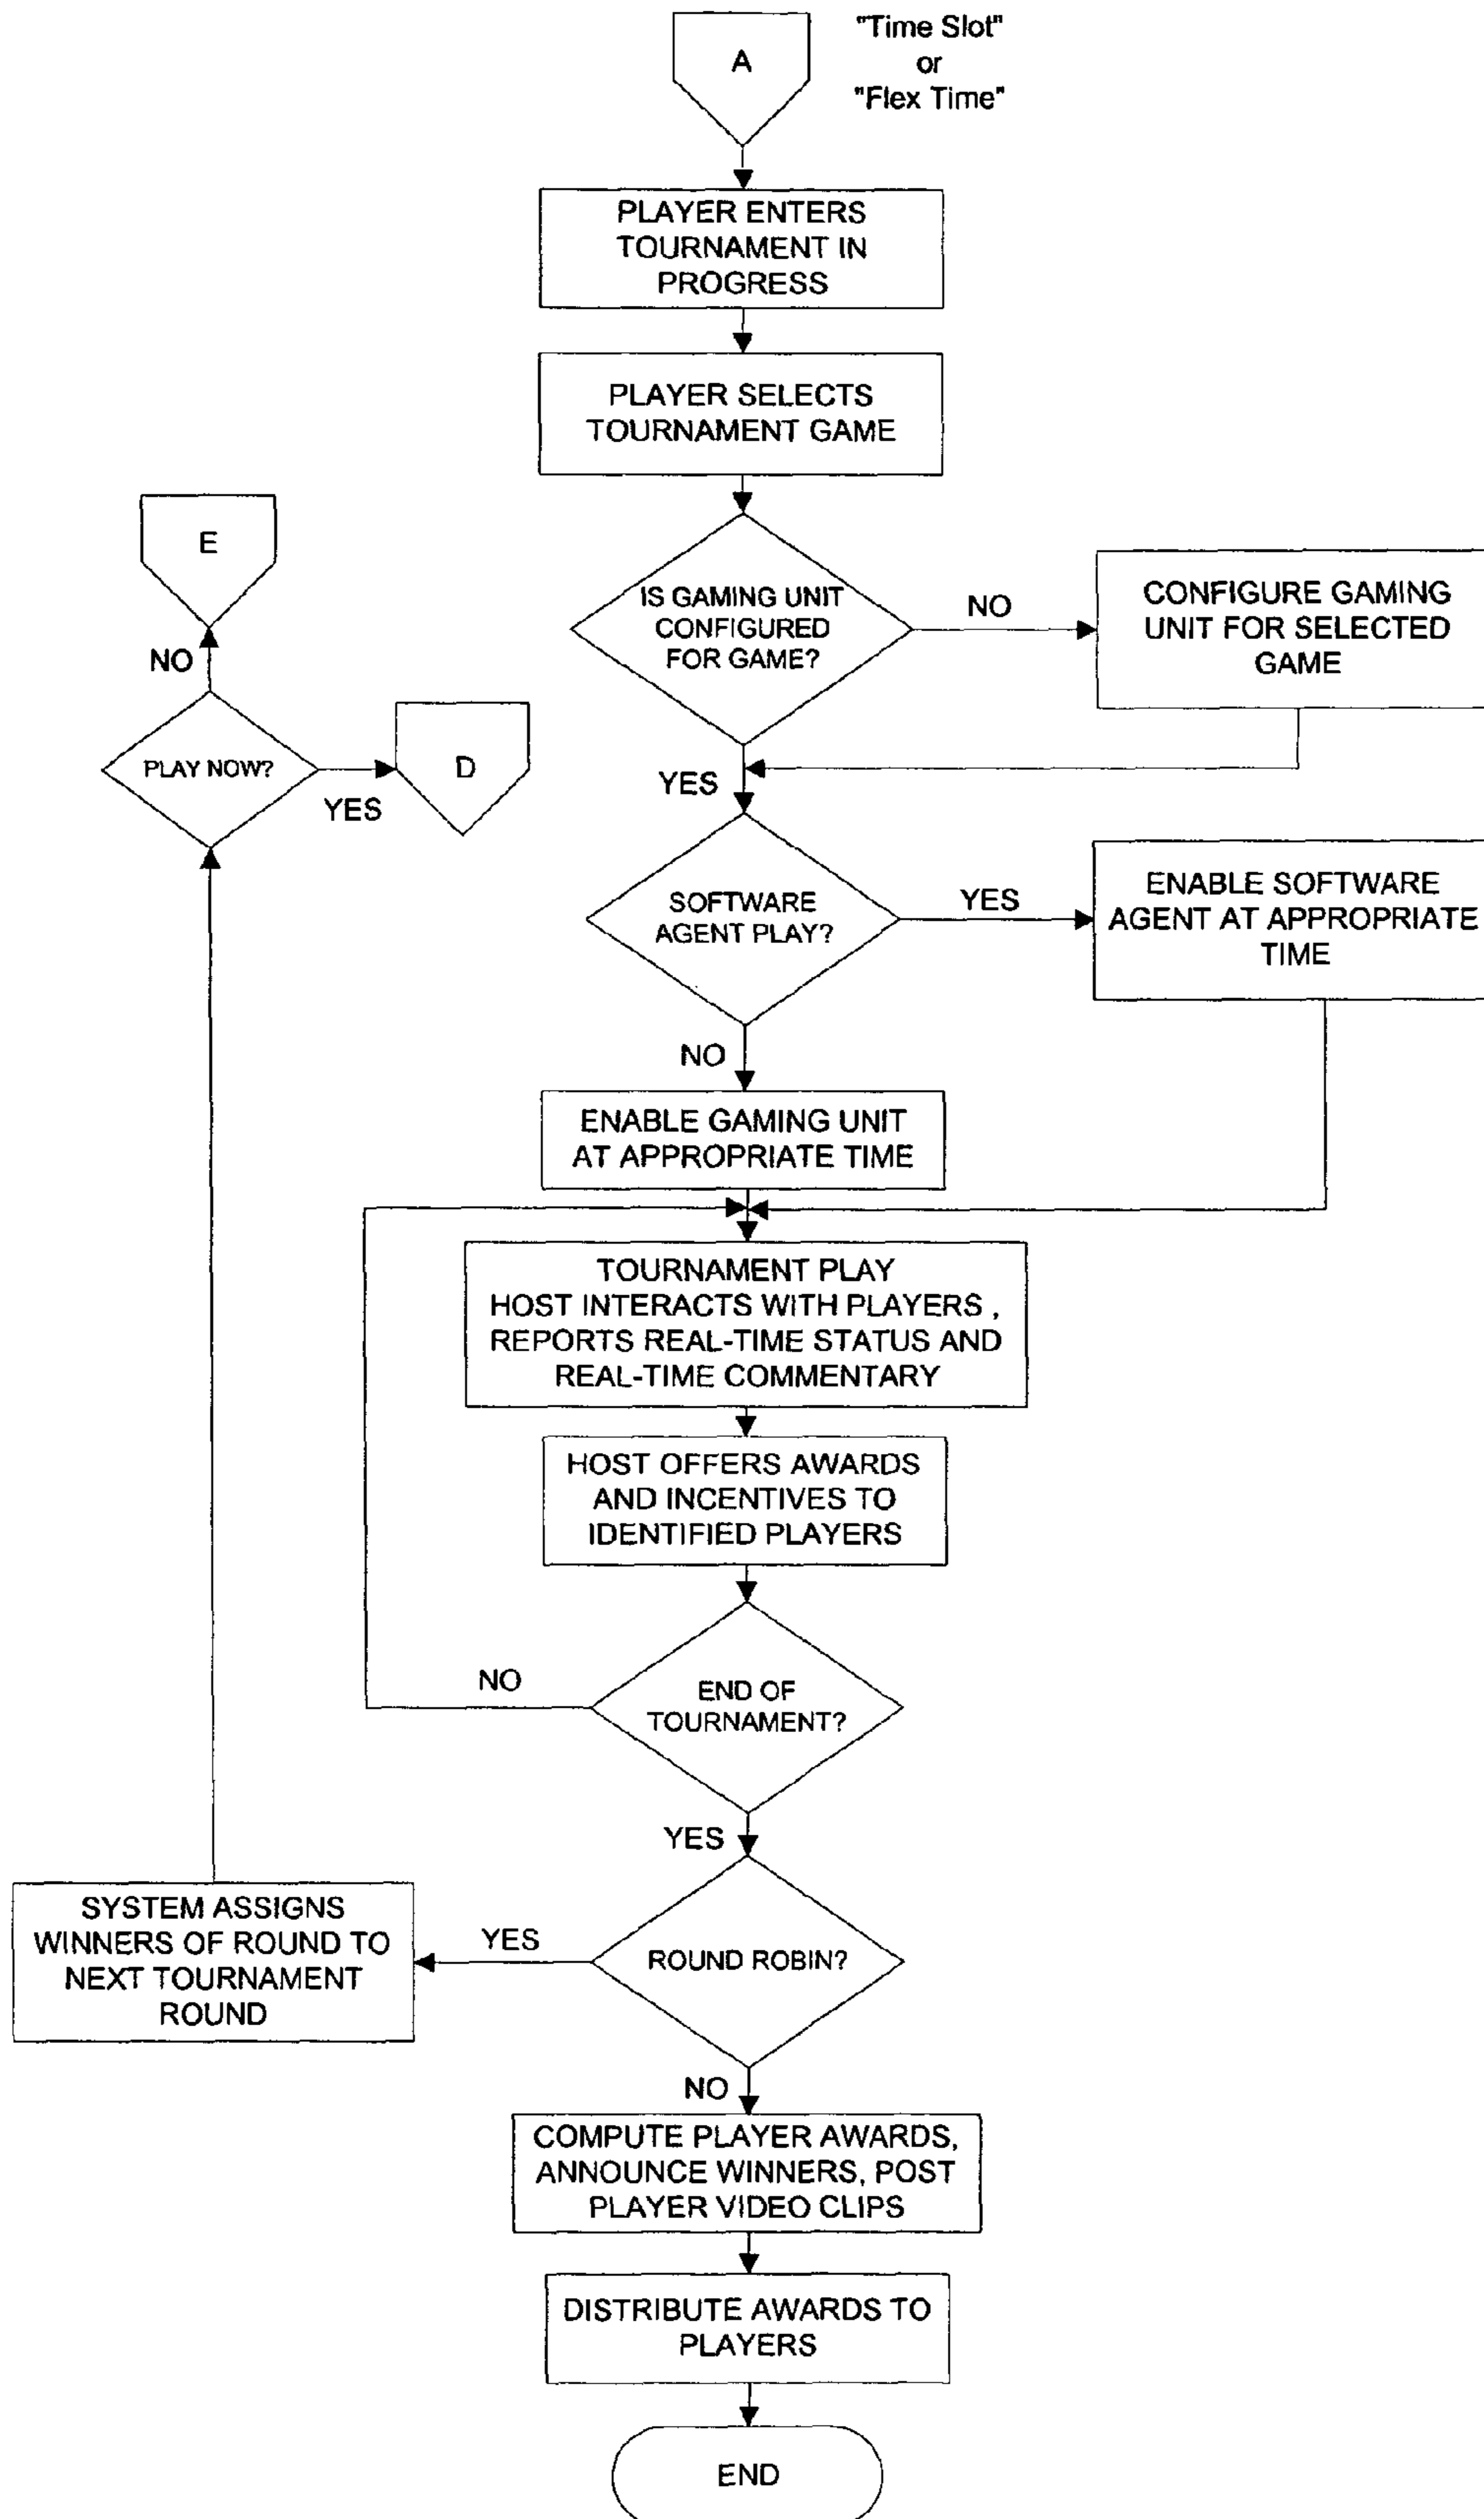 A
"Time Slot"
or
"Flex Time"
PLAYER ENTERS
TOURNAMENT IN
PROGRESS
PLAYER SELECTS
TOURNAMENT GAME
IS GAMING UNIT
CONFIGURED
FOR GAME?
NO
CONFIGURE GAMING
UNIT FOR SELECTED
GAME
YES
SOFTWARE
AGENT PLAY?
YES
ENABLE SOFTWARE
AGENT AT APPROPRIATE
TIME
NO
ENABLE GAMING UNIT
AT APPROPRIATE TIME
TOURNAMENT PLAY
HOST INTERACTS WITH PLAYERS ,
REPORTS REAL-TIME STATUS AND
REAL-TIME COMMENTARY
HOST OFFERS AWARDS
AND INCENTIVES TO
IDENTIFIED PLAYERS
END OF
TOURNAMENT?
NO
YES
ROUND ROBIN?
YES
SYSTEM ASSIGNS
WINNERS OF ROUND TO
NEXT TOURNAMENT
ROUND
PLAY NOW?
NO
E
YES
D
NO
COMPUTE PLAYER AWARDS,
ANNOUNCE WINNERS, POST
PLAYER VIDEO CLIPS
DISTRIBUTE AWARDS TO
PLAYERS
END